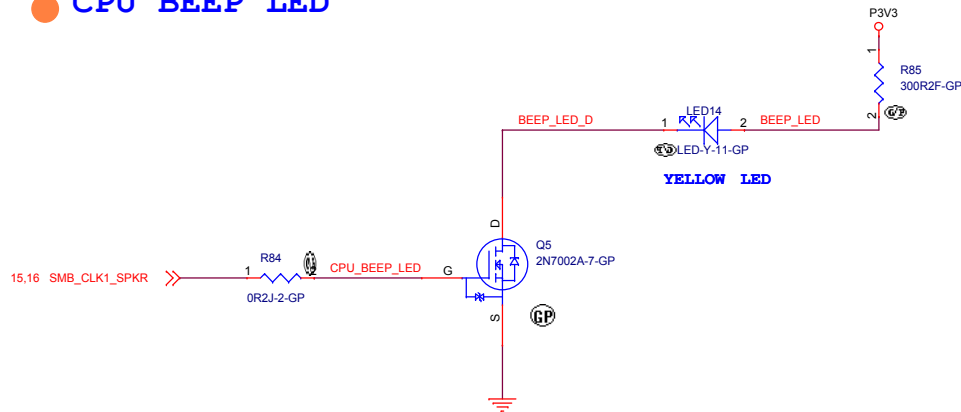 CPU BEEP LED
P3V3
1
R85
300R2F-GP
2
LED14
BEEP_LED_D
1
2
BEEP_LED
LED-Y-11-GP
YELLOW LED
D
Q5
2N7002A-7-GP
R84
15,16 SMB_CLK1_SPKR
1
2
CPU_BEEP_LED
G
0R2J-2-GP
S
GP